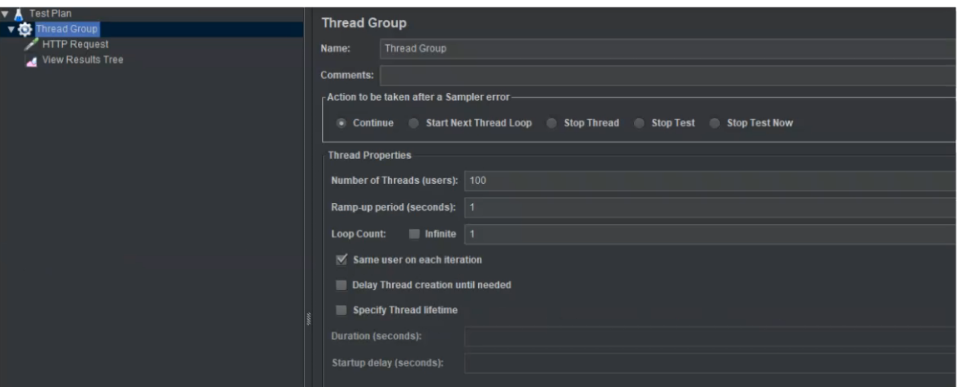 Test Plan
Thread Group
HTTP Request
View Results Tree
Thread Group
Name: Thread Group
Comments:
Action to be taken after a Sampler error
Continue Start Next Thread Loop Stop Thread Stop Test Stop Test Now
Thread Properties
Number of Threads (users): 100
Ramp-up period (seconds): 1
Loop Count: Infinite 1
Same user on each iteration
Delay Thread creation until needed
Specify Thread lifetime
Duration (seconds):
Startup delay (seconds):